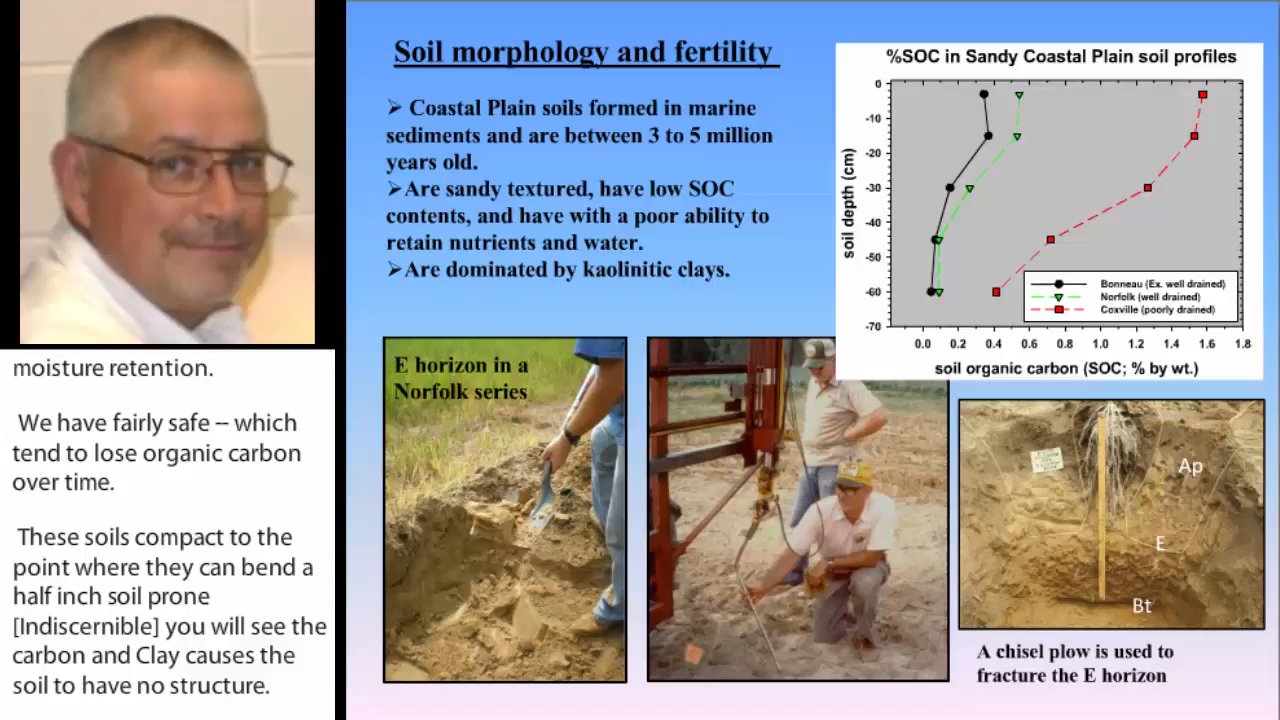 moisture retention.
We have fairly safe -- which
tend to lose organic carbon
over time.
These soils compact to the
point where they can bend a
half inch soil prone
[Indiscernible] you will see the
carbon and Clay causes the
soil to have no structure.
Soil morphology and fertility
➢ Coastal Plain soils formed in marine
sediments and are between 3 to 5 million
years old.
➢Are sandy textured, have low SOC
contents, and have with a poor ability to
retain nutrients and water.
➢Are dominated by kaolinitic clays.
%SOC in Sandy Coastal Plain soil profiles
0
-10
-20
-30
-40
-50
-60
-70
soil depth (cm)
Bonneau (Ex. well drained)
Norfolk (well drained)
Coxville (poorly drained)
0.0 0.2 0.4 0.6 0.8 1.0 1.2 1.4 1.6 1.8
soil organic carbon (SOC; % by wt.)
E horizon in a
Norfolk series
Ap
E
Bt
A chisel plow is used to
fracture the E horizon